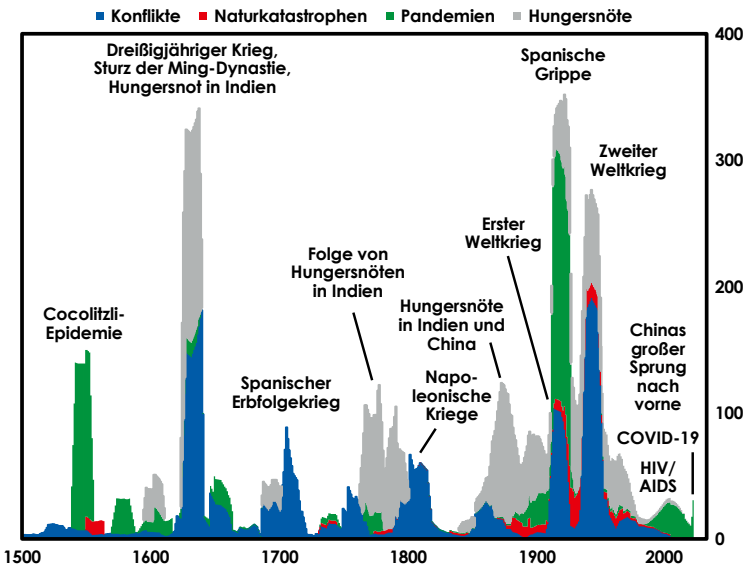 Konflikte Naturkatastrophen Pandemien Hungersnöte
Dreißigjähriger Krieg,
Sturz der Ming-Dynastie,
Hungersnot in Indien
Spanische
Grippe
Zweiter
Weltkrieg
Erster
Weltkrieg
Folge von
Hungersnöten
in Indien
Hungersnöte
in Indien und
China
Cocolitzli-
Epidemie
Spanischer
Erbfolgekrieg
Napo-
leonische
Kriege
Chinas
großer
Sprung
nach
vorne
COVID-19
HIV/
AIDS
400
300
200
100
0
1500 1600 1700 1800 1900 2000